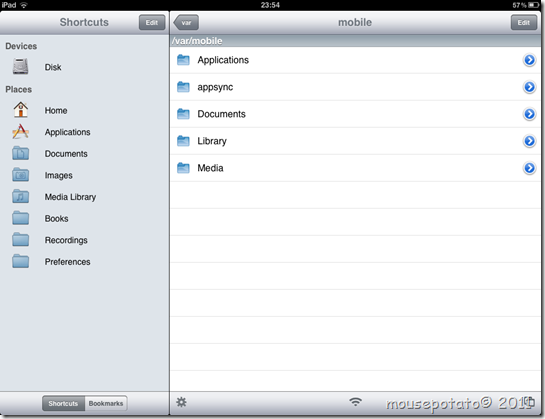 iPad 23:54 57%
Shortcuts Edit
var mobile Edit
Devices
Disk
Places
Home
Applications
Documents
Images
Media Library
Books
Recordings
Preferences
Shortcuts Bookmarks
/var/mobile
Applications
appsync
Documents
Library
Media
mousepotato© 2011